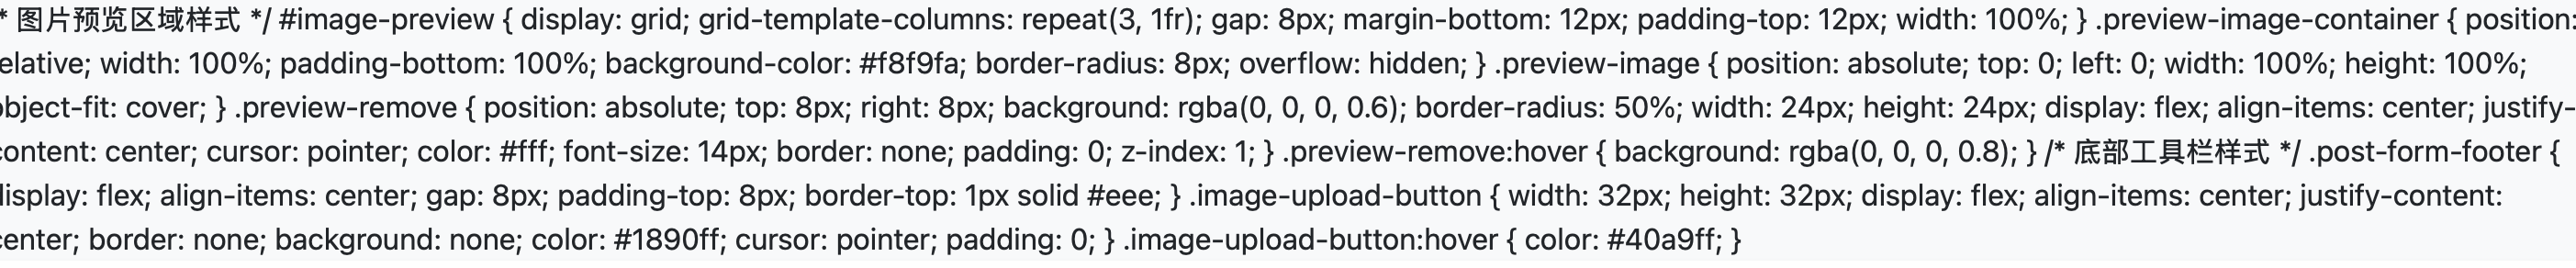 * 图片预览区域样式 */ #image-preview { display: grid; grid-template-columns: repeat(3, 1fr); gap: 8px; margin-bottom: 12px; padding-top: 12px; width: 100%; } .preview-image-container { position:
elative; width: 100%; padding-bottom: 100%; background-color: #f8f9fa; border-radius: 8px; overflow: hidden; } .preview-image { position: absolute; top: 0; left: 0; width: 100%; height: 100%;
bject-fit: cover; } .preview-remove { position: absolute; top: 8px; right: 8px; background: rgba(0, 0, 0, 0.6); border-radius: 50%; width: 24px; height: 24px; display: flex; align-items: center; justify-
content: center; cursor: pointer; color: #fff; font-size: 14px; border: none; padding: 0; z-index: 1; } .preview-remove:hover { background: rgba(0, 0, 0, 0.8); } /* 底部工具栏样式 */ .post-form-footer {
display: flex; align-items: center; gap: 8px; padding-top: 8px; border-top: 1px solid #eee; } .image-upload-button { width: 32px; height: 32px; display: flex; align-items: center; justify-content:
center; border: none; background: none; color: #1890ff; cursor: pointer; padding: 0; } .image-upload-button:hover { color: #40a9ff; }